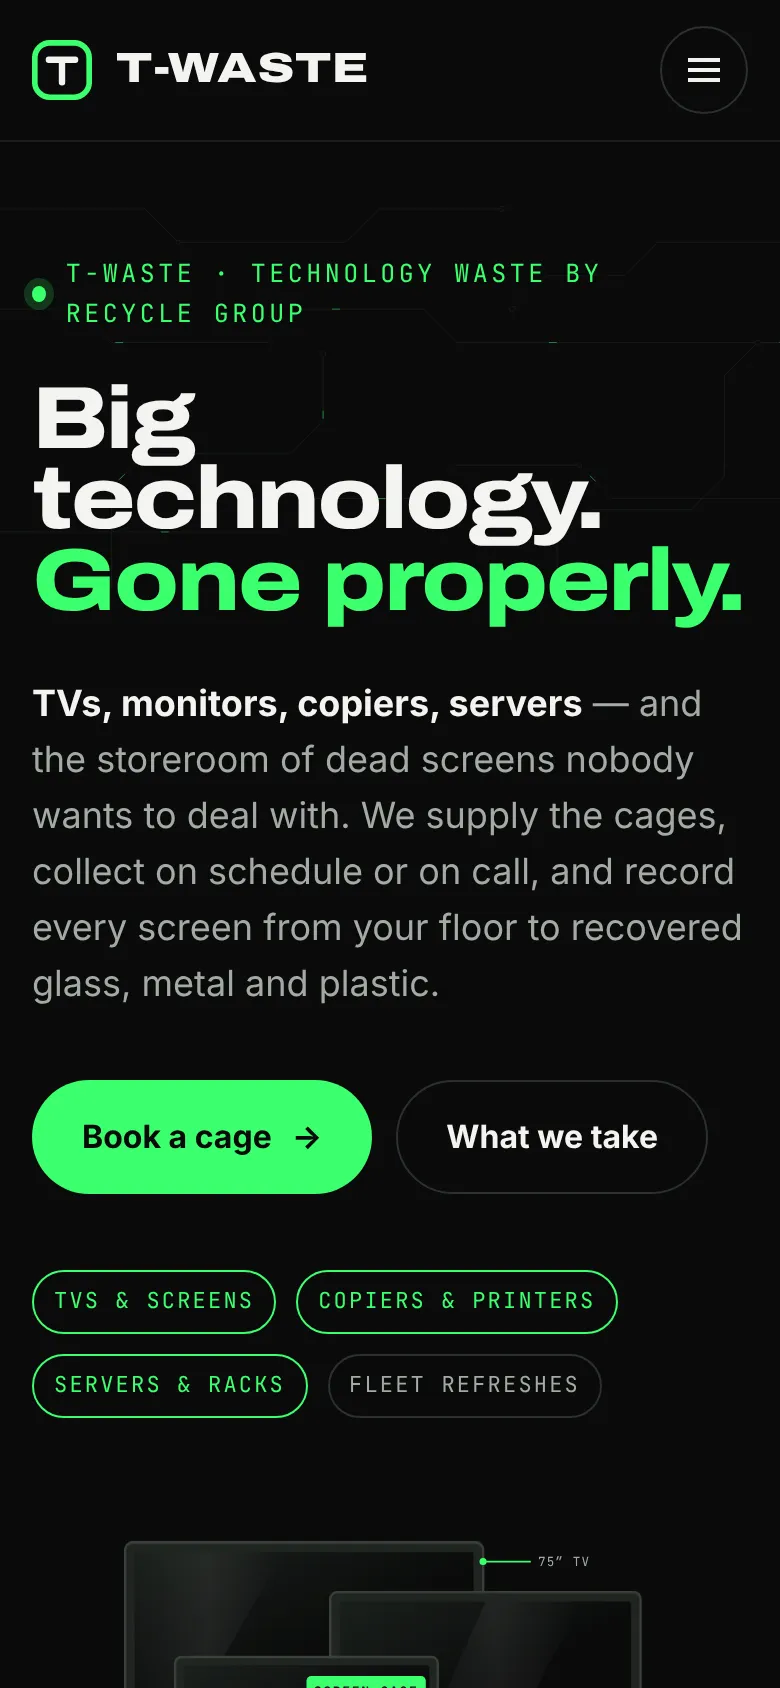 T-WASTE
T-WASTE · TECHNOLOGY WASTE BY
RECYCLE GROUP
Big
technology.
Gone properly.
TVs, monitors, copiers, servers — and
the storeroom of dead screens nobody
wants to deal with. We supply the cages,
collect on schedule or on call, and record
every screen from your floor to recovered
glass, metal and plastic.
Book a cage →
What we take
TVS & SCREENS
COPIERS & PRINTERS
SERVERS & RACKS
FLEET REFRESHES
75″ TV